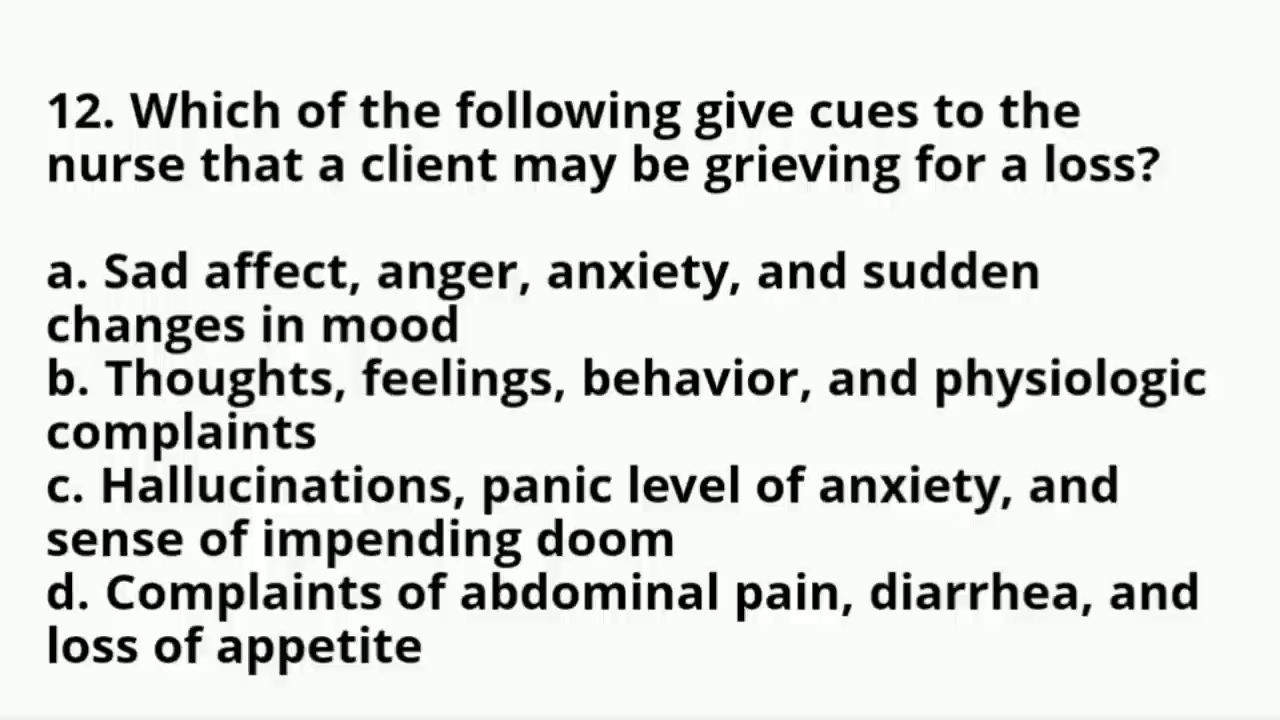 12. Which of the following give cues to the
nurse that a client may be grieving for a loss?
a. Sad affect, anger, anxiety, and sudden
changes in mood
b. Thoughts, feelings, behavior, and physiologic
complaints
c. Hallucinations, panic level of anxiety, and
sense of impending doom
d. Complaints of abdominal pain, diarrhea, and
loss of appetite